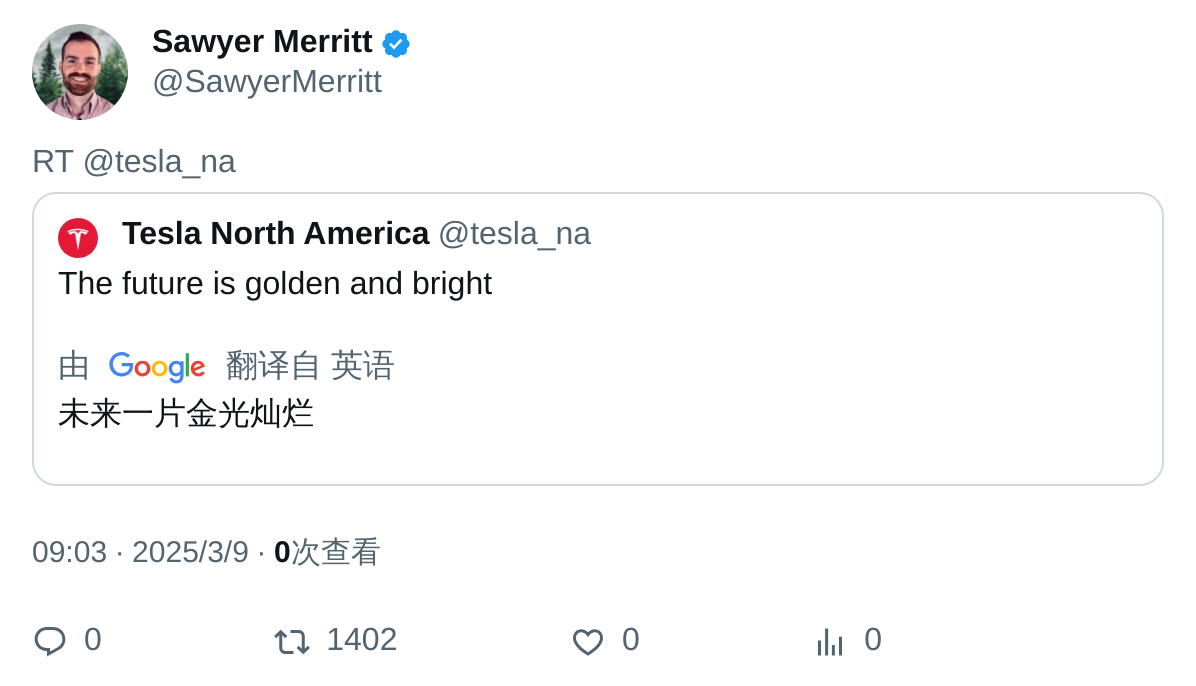 Sawyer Merritt
@SawyerMerritt
RT @tesla_na
Tesla North America @tesla_na
The future is golden and bright
由 Google 翻译自 英语
未来一片金光灿烂
09:03 · 2025/3/9 · 0次查看
0 1402 0 0